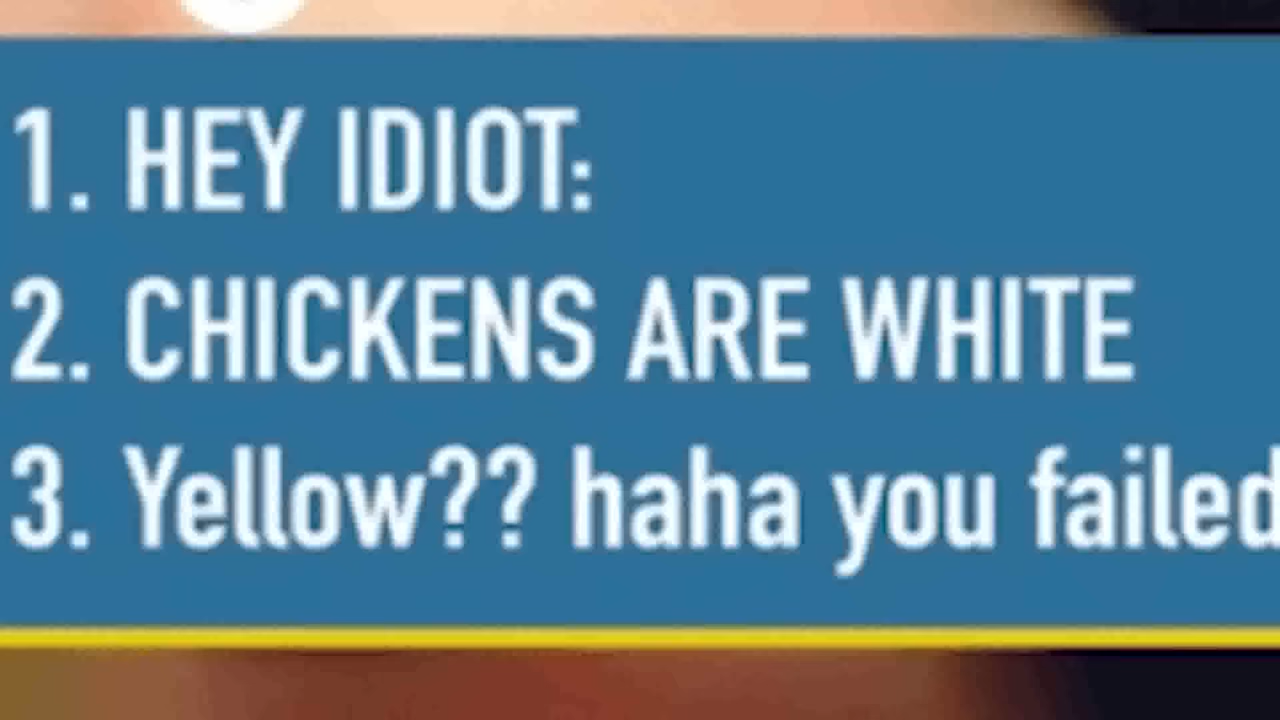 1. HEY IDIOT:
2. CHICKENS ARE WHITE
3. Yellow?? haha you failed